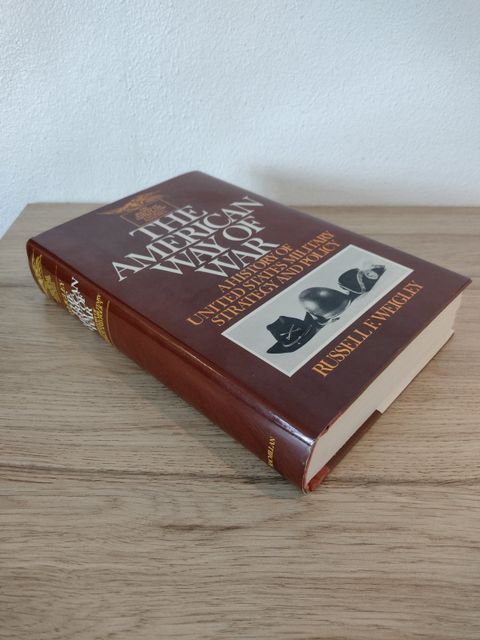 THE
AMERICAN
WAY OF
WAR
A HISTORY OF
UNITED STATES MILITARY
STRATEGY AND POLICY
RUSSELL F. WEIGLEY
MACMILLAN